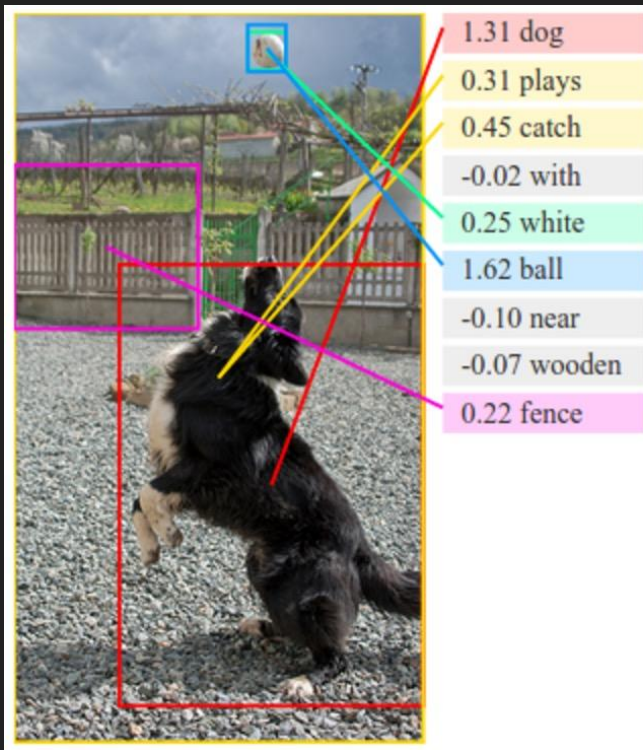 1.31 dog
0.31 plays
0.45 catch
-0.02 with
0.25 white
1.62 ball
-0.10 near
-0.07 wooden
0.22 fence